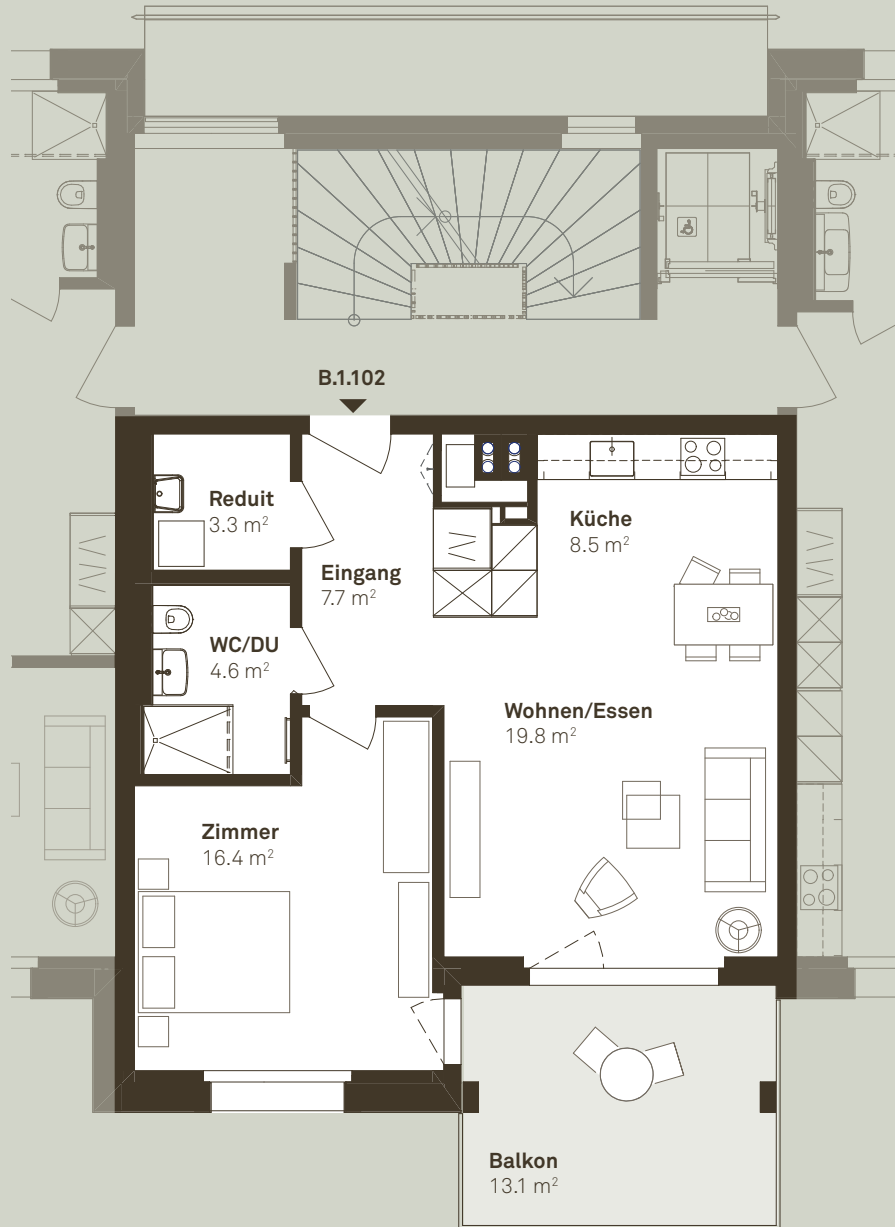 B.1.102
Reduit
3.3 m²
Küche
8.5 m²
Eingang
7.7 m²
WC/DU
4.6 m²
Wohnen/Essen
19.8 m²
Zimmer
16.4 m²
Balkon
13.1 m²